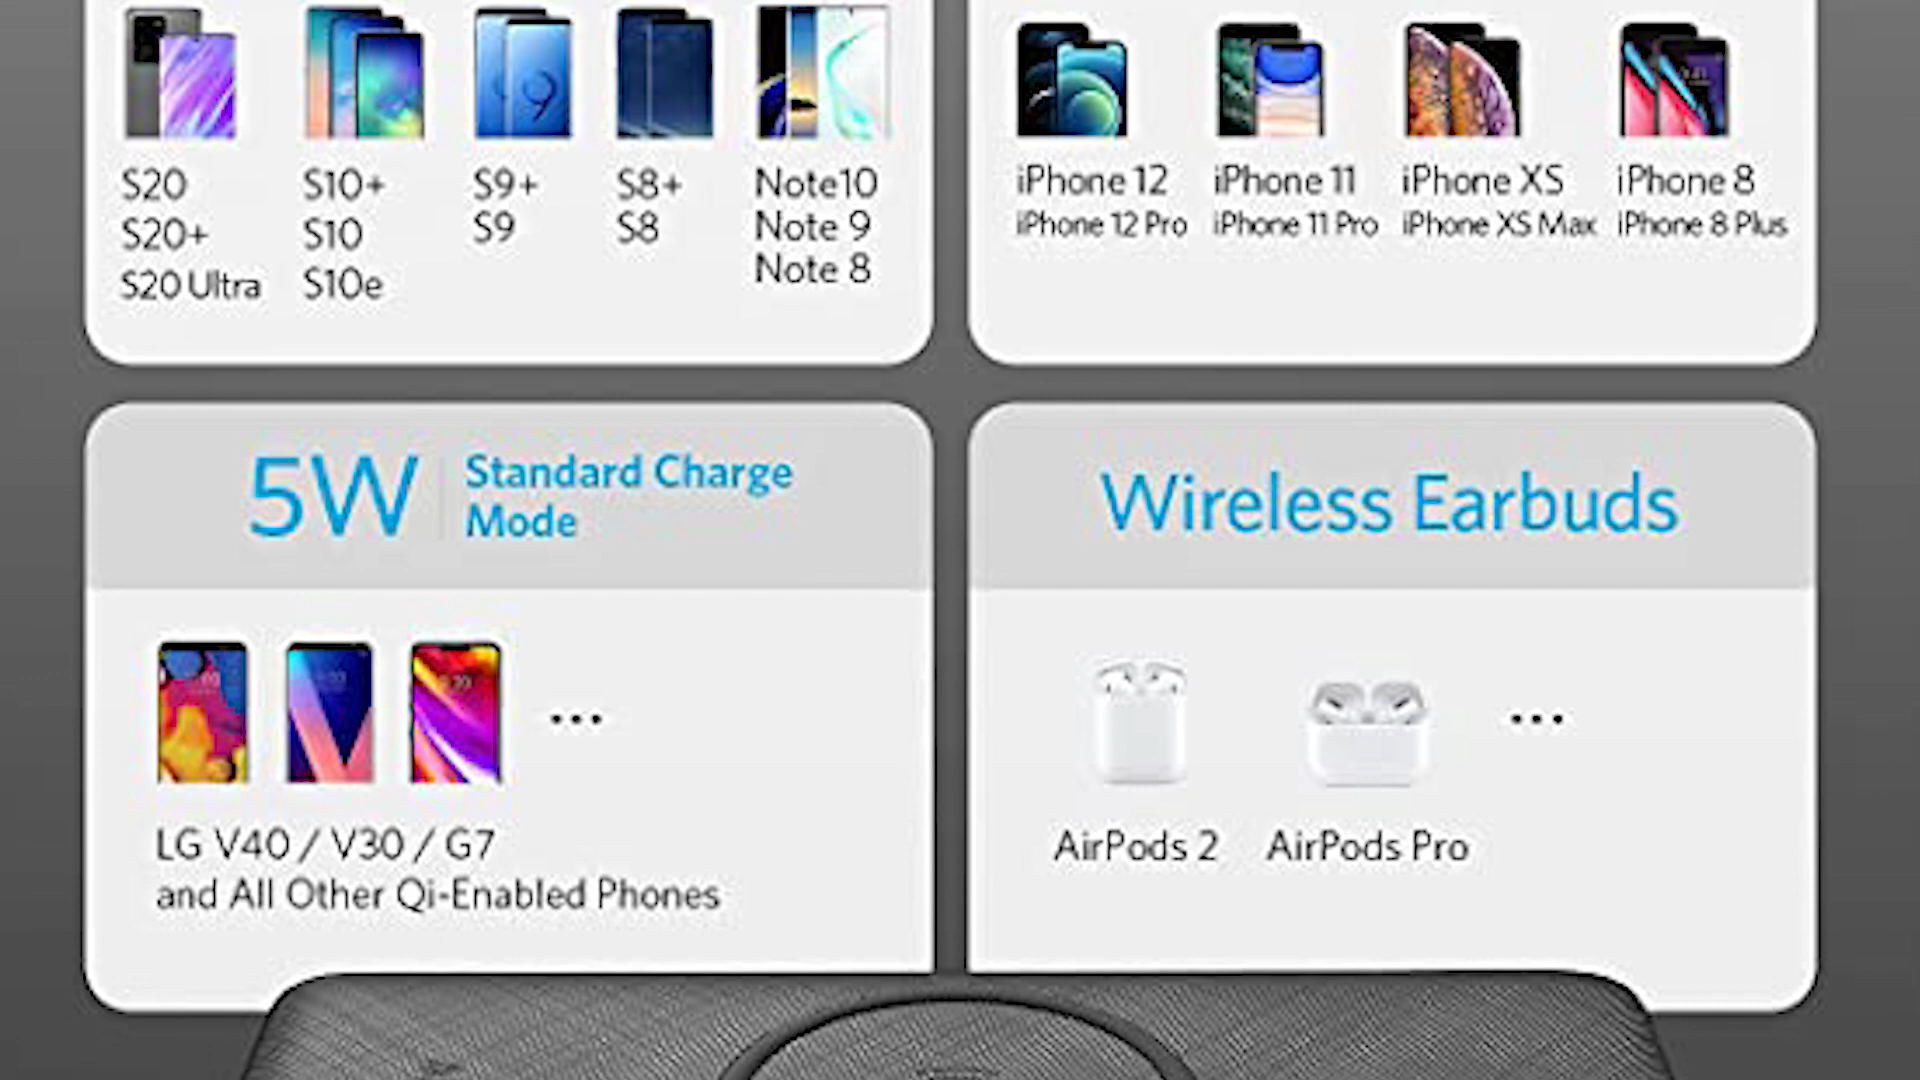 S20
S20+
S20 Ultra
S10+
S10
S10e
S9+
S9
S8+
S8
Note10
Note 9
Note 8
iPhone 12
iPhone 12 Pro
iPhone 11
iPhone 11 Pro
iPhone XS
iPhone XS Max
iPhone 8
iPhone 8 Plus
5W
Standard Charge
Mode
LG V40 / V30 / G7
and All Other Qi-Enabled Phones
Wireless Earbuds
AirPods 2
AirPods Pro